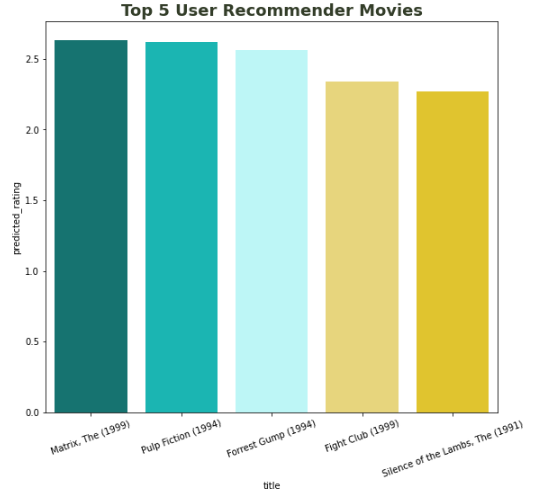 Top 5 User Recommender Movies
2.5
2.0
1.5
1.0
0.5
0.0
predicted_rating
Matrix, The (1999)
Pulp Fiction (1994)
Forrest Gump (1994)
Fight Club (1999)
Silence of the Lambs, The (1991)
title